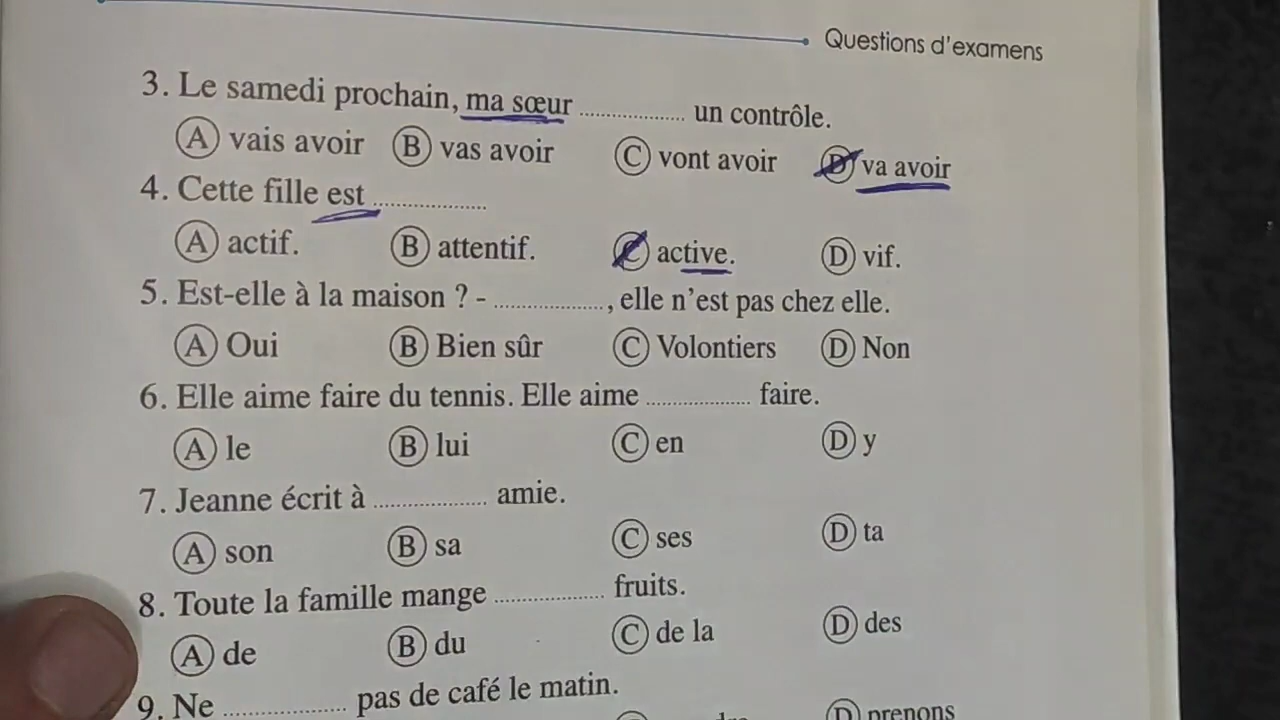 Questions d'examens
3. Le samedi prochain, ma sœur .................... un contrôle.
A vais avoir B vas avoir C vont avoir D va avoir
4. Cette fille est ......................
A actif. B attentif. C active. D vif.
5. Est-elle à la maison ? - ...................., elle n'est pas chez elle.
A Oui B Bien sûr C Volontiers D Non
6. Elle aime faire du tennis. Elle aime .................... faire.
A le B lui C en D y
7. Jeanne écrit à .................... amie.
A son B sa C ses D ta
8. Toute la famille mange .................... fruits.
A de B du C de la D des
9. Ne .................... pas de café le matin.
D prenons